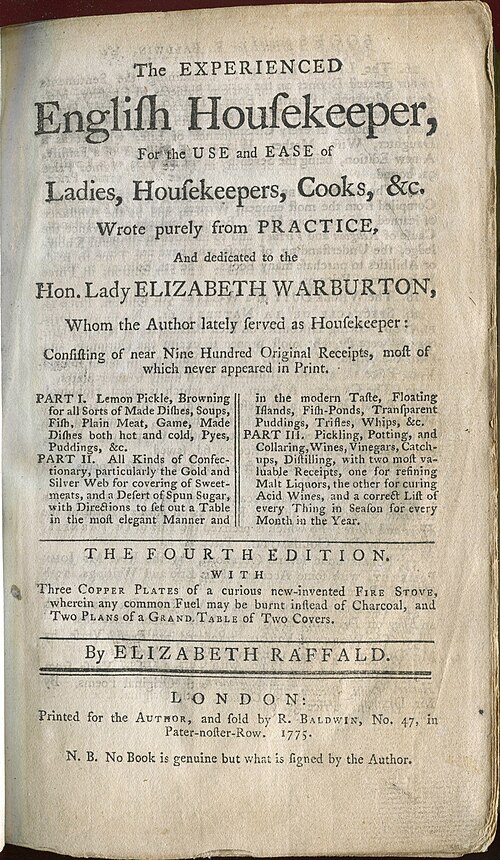 The EXPERIENCED
Engliſh Houſekeeper,
For the USE and EASE of
Ladies, Houſekeepers, Cooks, &c.
Wrote purely from PRACTICE,
And dedicated to the
Hon. Lady ELIZABETH WARBURTON,
Whom the Author lately ſerved as Houſekeeper:
Conſiſting of near Nine Hundred Original Receipts, moſt of
which never appeared in Print.
PART I. Lemon Pickle, Browning
for all Sorts of Made Diſhes, Soups,
Fiſh, Plain Meat, Game, Made
Diſhes both hot and cold, Pyes,
Puddings, &c.
PART II. All Kinds of Confec-
tionary, particularly the Gold and
Silver Web for covering of Sweet-
meats, and a Deſert of Spun Sugar,
with Directions to ſet out a Table
in the moſt elegant Manner and
in the modern Taſte, Floating
Iſlands, Fiſh-Ponds, Tranſparent
Puddings, Trifles, Whips, &c.
PART III. Pickling, Potting, and
Collaring, Wines, Vinegars, Catch-
ups, Diſtilling, with two moſt va-
luable Receipts, one for refining
Malt Liquors, the other for curing
Acid Wines, and a correct Liſt of
every Thing in Seaſon for every
Month in the Year.
THE FOURTH EDITION.
WITH
Three COPPER PLATES of a curious new-invented FIRE STOVE,
wherein any common Fuel may be burnt inſtead of Charcoal, and
Two PLANS of a GRAND TABLE of Two Covers.
By ELIZABETH RAFFALD.
LONDON:
Printed for the AUTHOR, and ſold by R. BALDWIN, No. 47, in
Pater-noſter-Row. 1775.
N. B. No Book is genuine but what is ſigned by the Author.